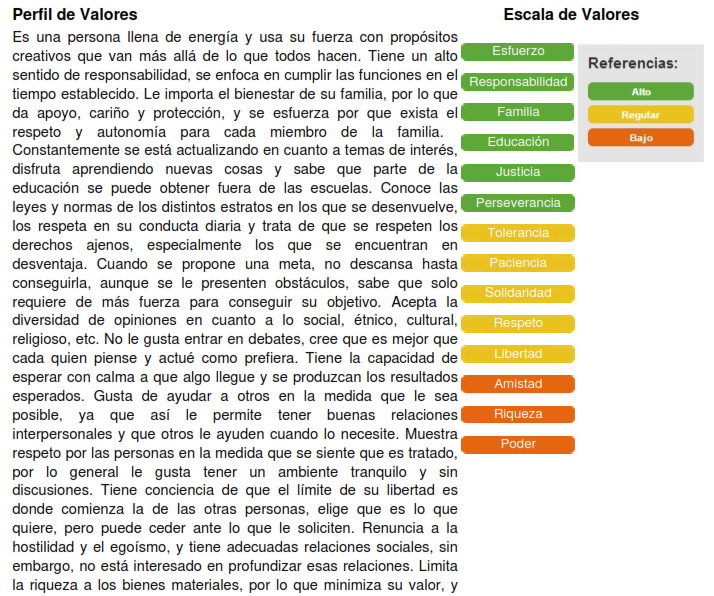 Perfil de Valores
Es una persona llena de energía y usa su fuerza con propósitos
creativos que van más allá de lo que todos hacen. Tiene un alto
sentido de responsabilidad, se enfoca en cumplir las funciones en el
tiempo establecido. Le importa el bienestar de su familia, por lo que
da apoyo, cariño y protección, y se esfuerza por que exista el
respeto y autonomía para cada miembro de la familia.
Constantemente se está actualizando en cuanto a temas de interés,
disfruta aprendiendo nuevas cosas y sabe que parte de la
educación se puede obtener fuera de las escuelas. Conoce las
leyes y normas de los distintos estratos en los que se desenvuelve,
los respeta en su conducta diaria y trata de que se respeten los
derechos ajenos, especialmente los que se encuentran en
desventaja. Cuando se propone una meta, no descansa hasta
conseguirla, aunque se le presenten obstáculos, sabe que solo
requiere de más fuerza para conseguir su objetivo. Acepta la
diversidad de opiniones en cuanto a lo social, étnico, cultural,
religioso, etc. No le gusta entrar en debates, cree que es mejor que
cada quien piense y actué como prefiera. Tiene la capacidad de
esperar con calma a que algo llegue y se produzcan los resultados
esperados. Gusta de ayudar a otros en la medida que le sea
posible, ya que así le permite tener buenas relaciones
interpersonales y que otros le ayuden cuando lo necesite. Muestra
respeto por las personas en la medida que se siente que es tratado,
por lo general le gusta tener un ambiente tranquilo y sin
discusiones. Tiene conciencia de que el límite de su libertad es
donde comienza la de las otras personas, elige que es lo que
quiere, pero puede ceder ante lo que le soliciten. Renuncia a la
hostilidad y el egoísmo, y tiene adecuadas relaciones sociales, sin
embargo, no está interesado en profundizar esas relaciones. Limita
la riqueza a los bienes materiales, por lo que minimiza su valor, y
Escala de Valores
Esfuerzo
Responsabilidad
Familia
Educación
Justicia
Perseverancia
Tolerancia
Paciencia
Solidaridad
Respeto
Libertad
Amistad
Riqueza
Poder
Referencias:
Alto
Regular
Bajo